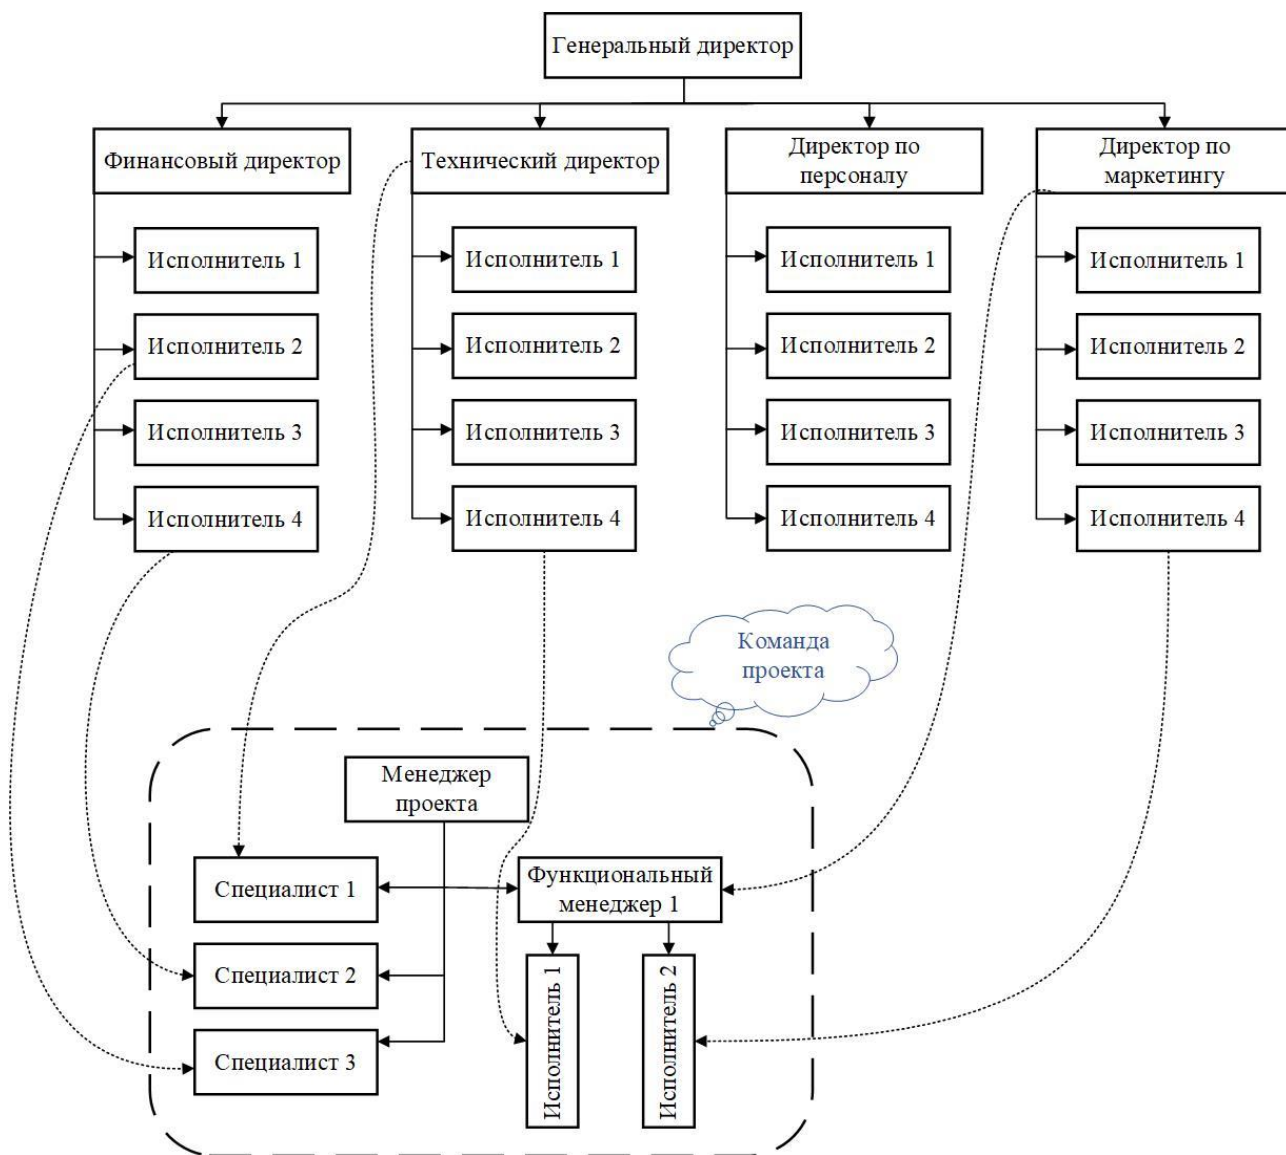 Генеральный директор
Финансовый директор
Технический директор
Директор по
персоналу
Директор по
маркетингу
Исполнитель 1
Исполнитель 1
Исполнитель 1
Исполнитель 1
Исполнитель 2
Исполнитель 2
Исполнитель 2
Исполнитель 2
Исполнитель 3
Исполнитель 3
Исполнитель 3
Исполнитель 3
Исполнитель 4
Исполнитель 4
Исполнитель 4
Исполнитель 4
Команда
проекта
Менеджер
проекта
Специалист 1
Функциональный
менеджер 1
Специалист 2
Специалист 3
Исполнитель 1
Исполнитель 2